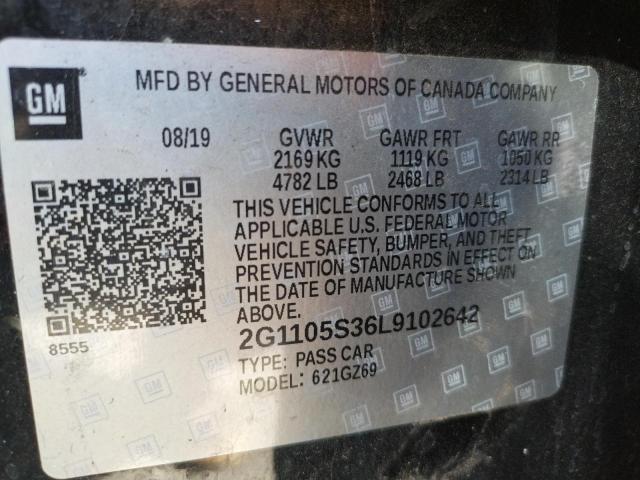 GM
MFD BY GENERAL MOTORS OF CANADA COMPANY
08/19 GVWR GAWR FRT GAWR RR
2169 KG 1119 KG 1050 KG
4782 LB 2468 LB 2314 LB
THIS VEHICLE CONFORMS TO ALL
APPLICABLE U.S. FEDERAL MOTOR
VEHICLE SAFETY, BUMPER, AND THEFT
PREVENTION STANDARDS IN EFFECT ON
THE DATE OF MANUFACTURE SHOWN
ABOVE.
2G1105S36L9102642
8555
TYPE: PASS CAR
MODEL: 621GZ69